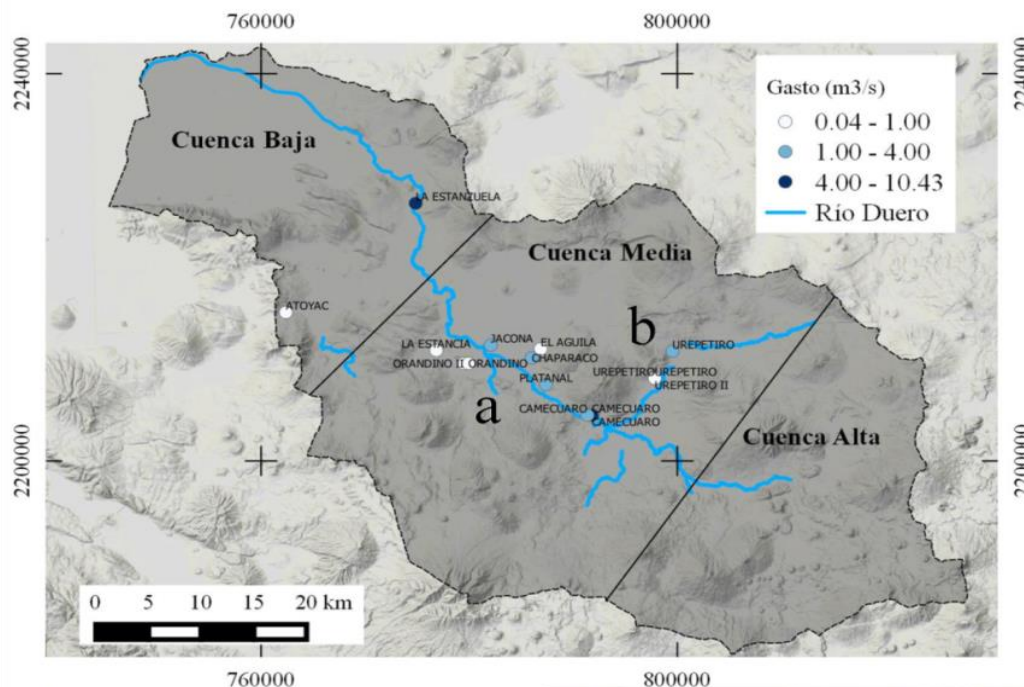 760000
800000
2240000
2240000
Gasto (m3/s)
0.04 - 1.00
1.00 - 4.00
4.00 - 10.43
Río Duero
Cuenca Baja
LA ESTANZUELA
Cuenca Media
ATOYAC
b
LA ESTANCIA
JACONA
EL AGUILA
UREPETIRO
ORANDINO II
ORANDINO
CHAPARACO
PLATANAL
UREPETIRO
UREPETIRO
UREPETIRO II
a
CAMECUARO
CAMECUARO
CAMECUARO
Cuenca Alta
2200000
2200000
0 5 10 15 20 km
760000
800000